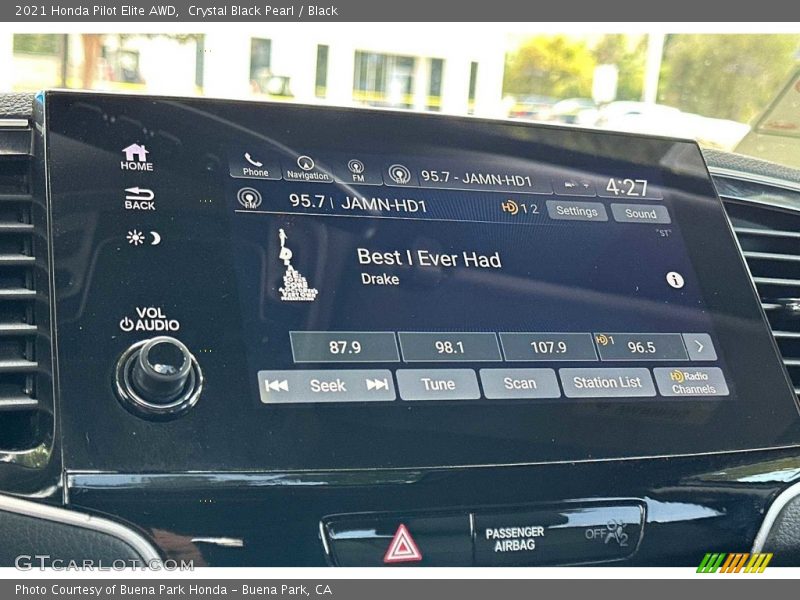 2021 Honda Pilot Elite AWD, Crystal Black Pearl / Black
HOME
BACK
VOL
AUDIO
Phone
Navigation
FM
95.7 - JAMN-HD1
4:27
95.7 | JAMN-HD1
HD 1 2
Settings
Sound
"ST"
Best I Ever Had
Drake
87.9
98.1
107.9
HD 1
96.5
Seek
Tune
Scan
Station List
HD Radio
Channels
PASSENGER
AIRBAG
OFF
GTCARLOT.COM
Photo Courtesy of Buena Park Honda – Buena Park, CA